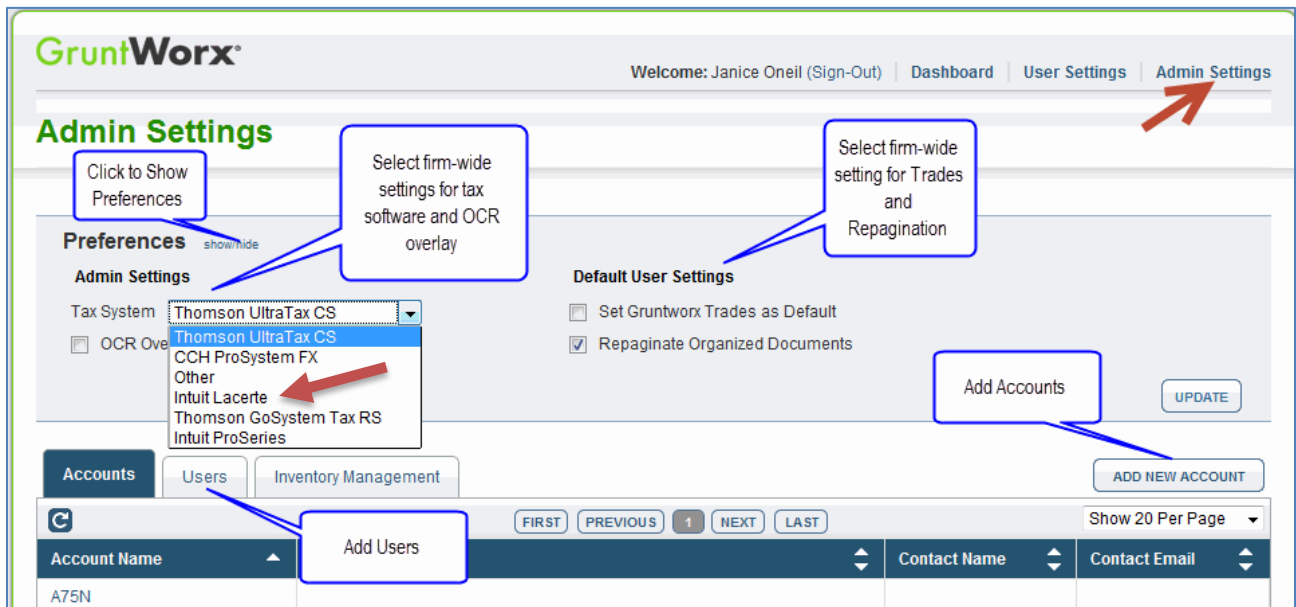 GruntWorx®
Welcome: Janice Oneil (Sign-Out) Dashboard User Settings Admin Settings
Admin Settings
Click to Show
Preferences
Select firm-wide
settings for tax
software and OCR
overlay
Select firm-wide
setting for Trades
and
Repagination
Preferences show/hide
Admin Settings
Default User Settings
Tax System Thomson UltraTax CS
Set Gruntworx Trades as Default
OCR Ove
Repaginate Organized Documents
Thomson UltraTax CS
CCH ProSystem FX
Other
Intuit Lacerte
Thomson GoSystem Tax RS
Intuit ProSeries
Add Accounts
UPDATE
Accounts Users Inventory Management
ADD NEW ACCOUNT
FIRST PREVIOUS 1 NEXT LAST
Show 20 Per Page
Add Users
Account Name Contact Name Contact Email
A75N